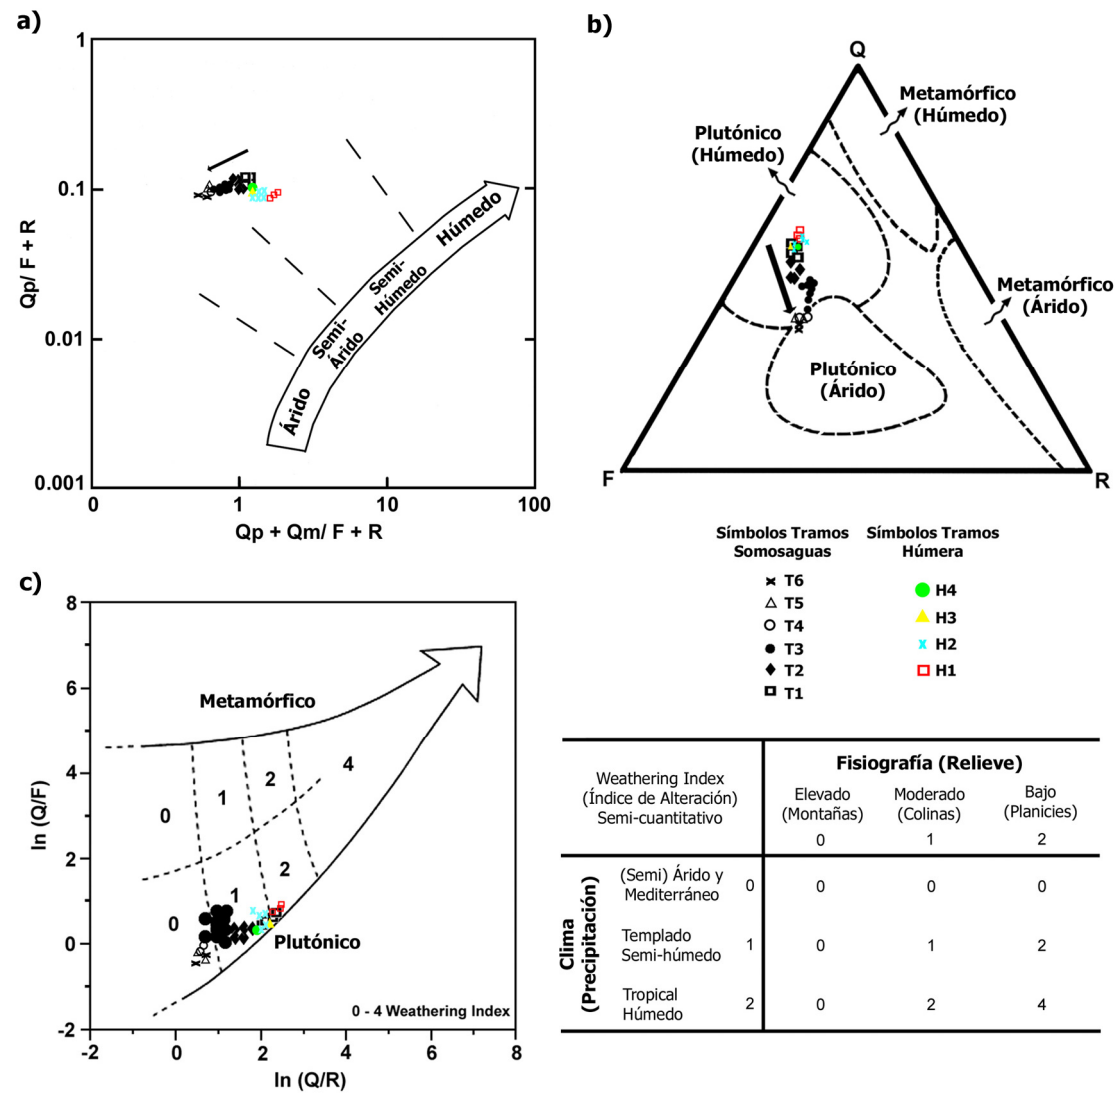 a)
1
0.1
0.01
0.001
0
1
10
100
Qp/ F + R
Qp + Qm/ F + R
Árido
Semi-
Árido
Semi-
Húmedo
Húmedo
b)
Q
F
R
Metamórfico
(Húmedo)
Plutónico
(Húmedo)
Metamórfico
(Árido)
Plutónico
(Árido)
Símbolos Tramos
Somosaguas
T6
T5
T4
T3
T2
T1
Símbolos Tramos
Húmera
H4
H3
H2
H1
c)
8
6
4
2
0
-2
-2
0
2
4
6
8
ln (Q/F)
ln (Q/R)
Metamórfico
0
1
2
4
0
1
2
Plutónico
0 - 4 Weathering Index
Weathering Index
(Índice de Alteración)
Semi-cuantitativo
Fisiografía (Relieve)
Elevado
(Montañas)
0
Moderado
(Colinas)
1
Bajo
(Planicies)
2
Clima
(Precipitación)
(Semi) Árido y
Mediterráneo 0 0 0 0
Templado
Semi-húmedo 1 0 1 2
Tropical
Húmedo 2 0 2 4